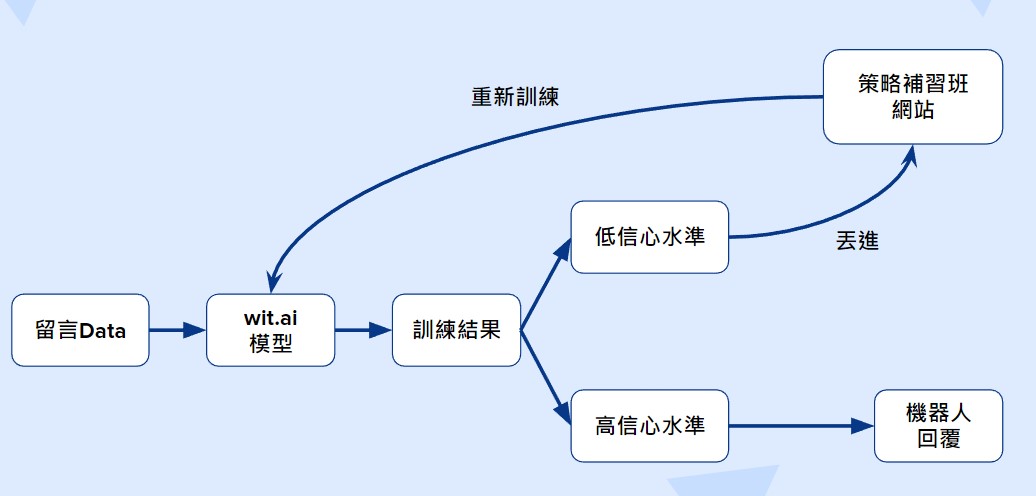 重新訓練
策略補習班
網站
低信心水準
丟進
留言Data
wit.ai
模型
訓練結果
高信心水準
機器人
回覆